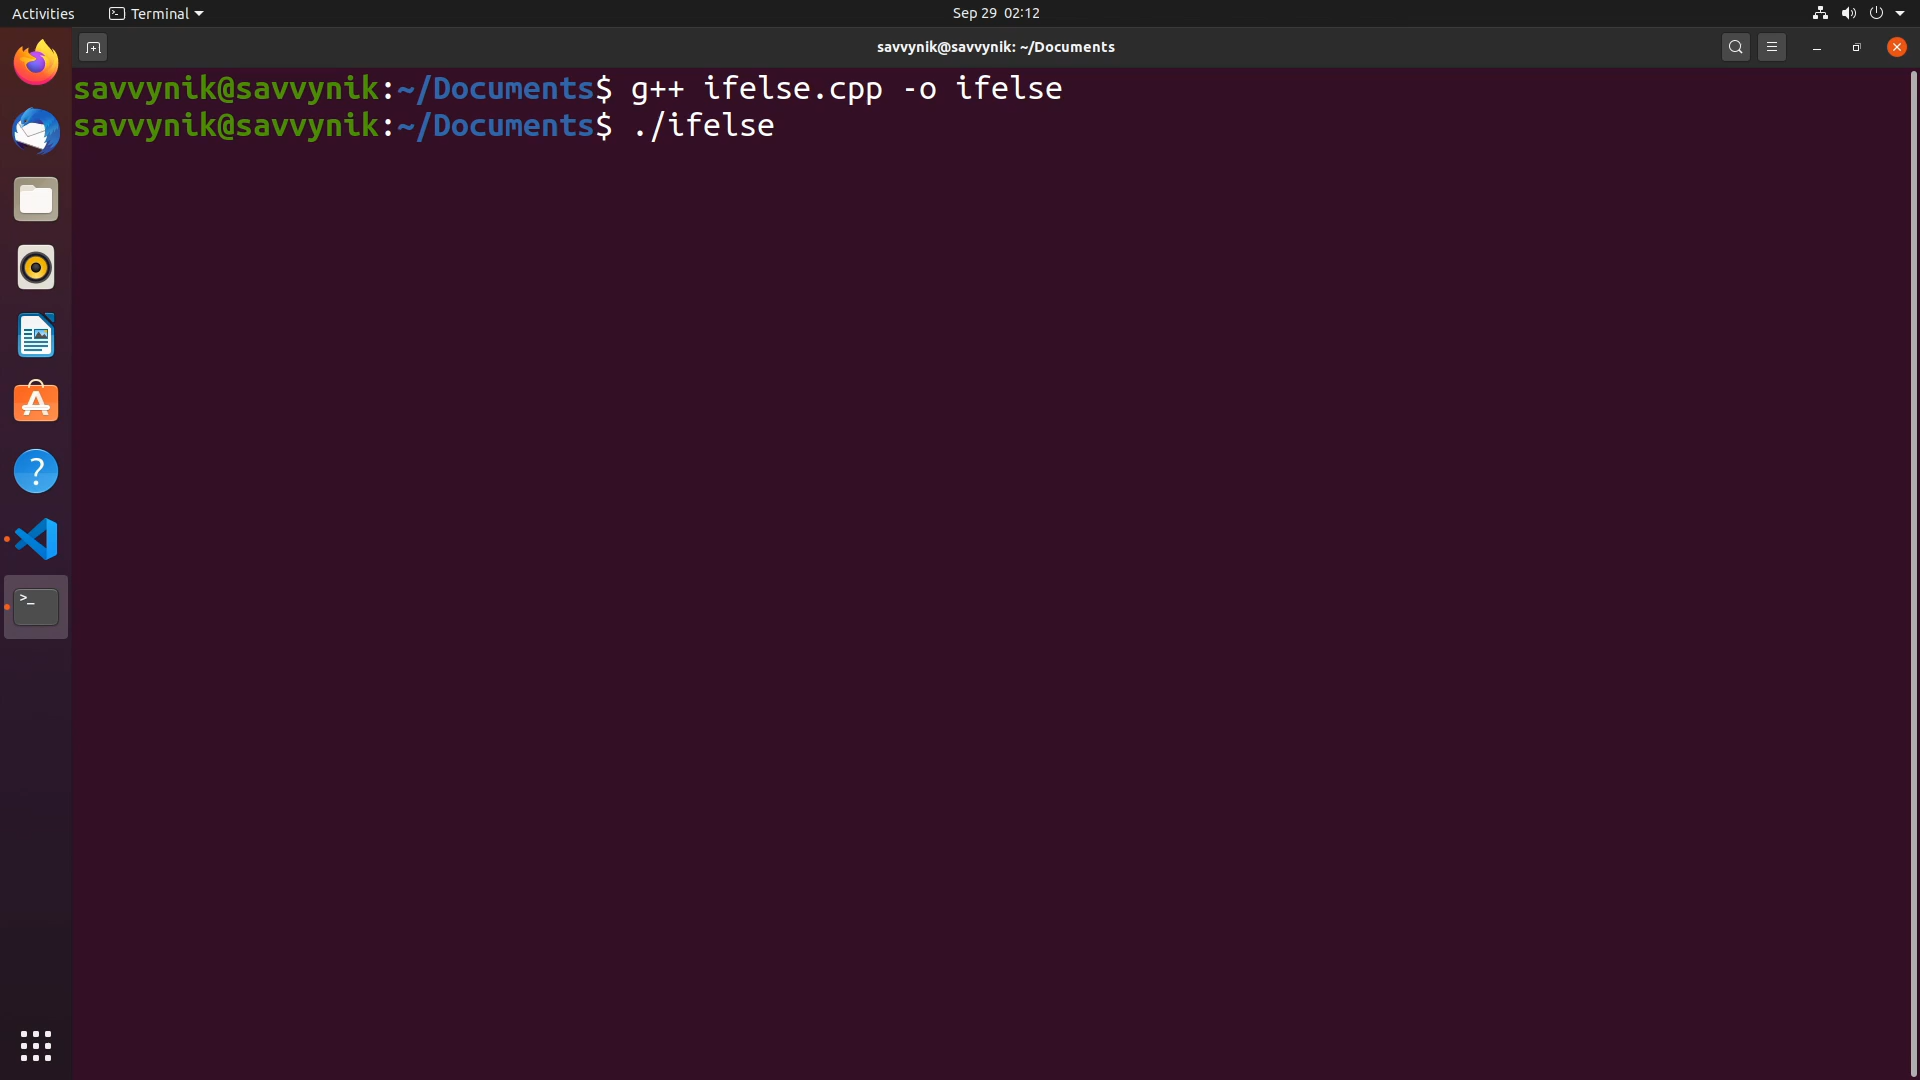 Activities
Terminal
Sep 29 02:12
savvynik@savvynik: ~/Documents
savvynik@savvynik:~/Documents$ g++ ifelse.cpp -o ifelse
savvynik@savvynik:~/Documents$ ./ifelse